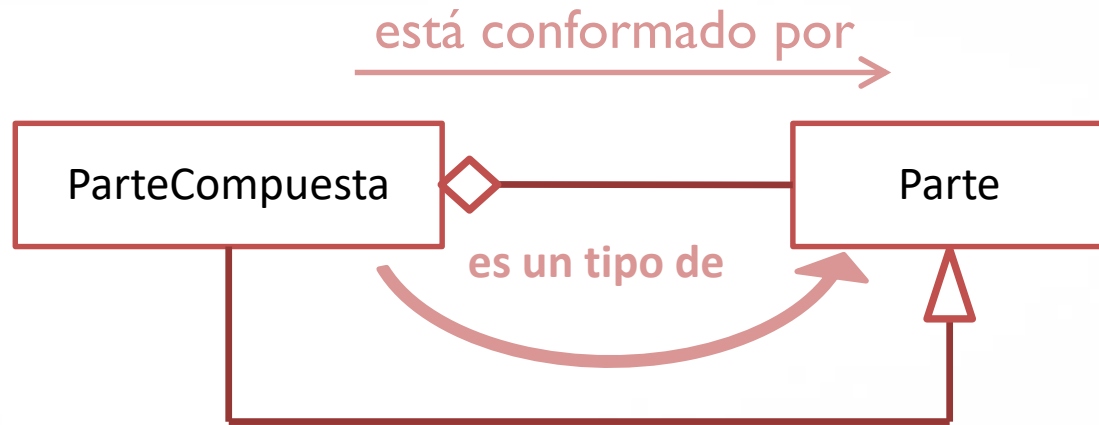 está conformado por
ParteCompuesta
Parte
es un tipo de